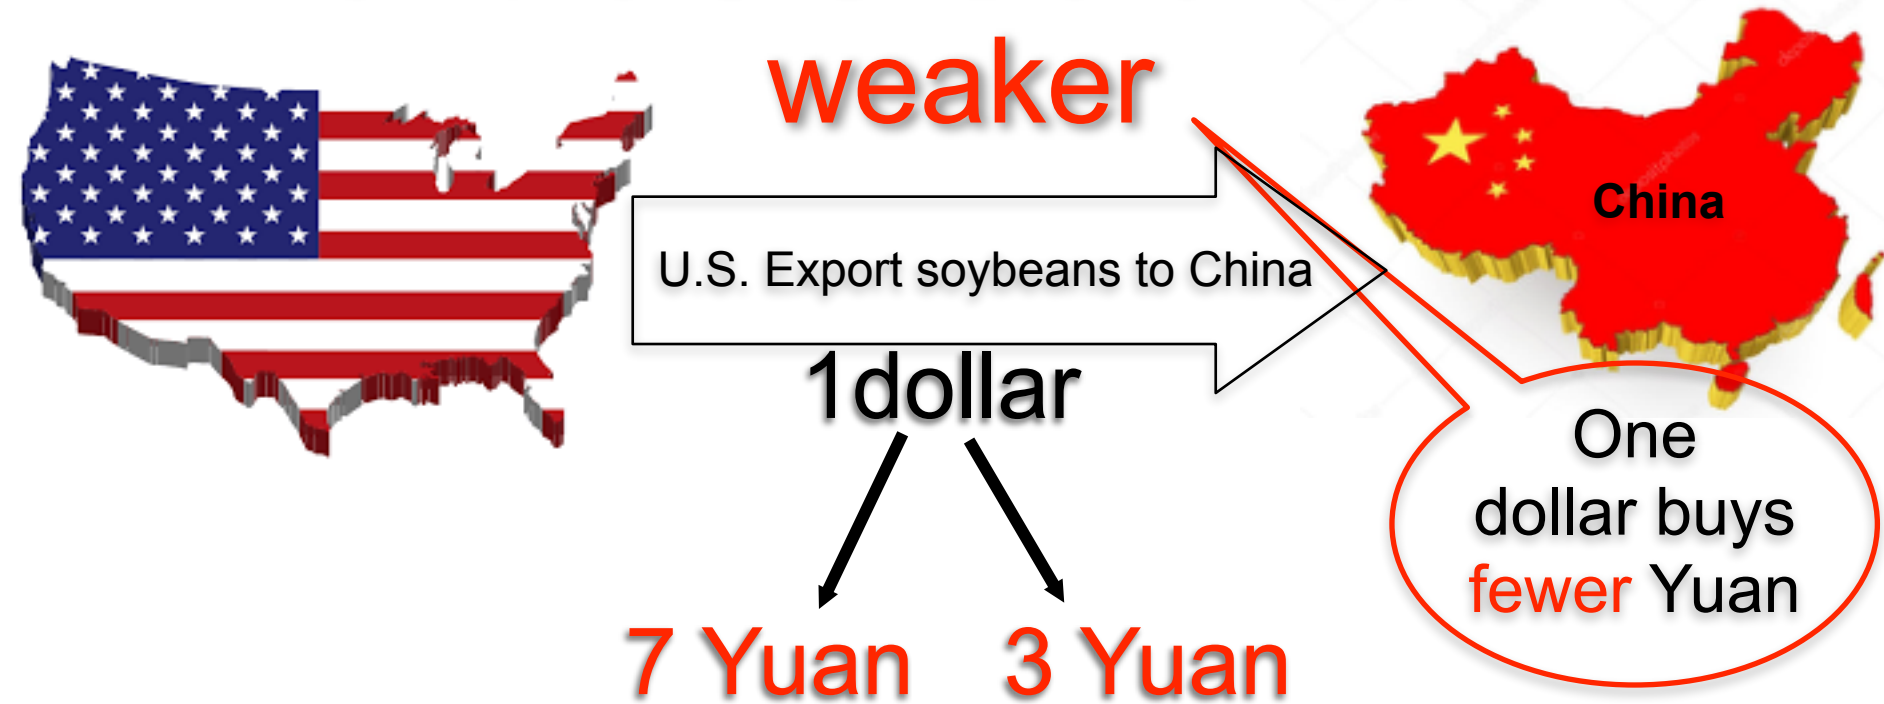 weaker
China
U.S. Export soybeans to China
1dollar
One
dollar buys
fewer Yuan
7 Yuan 3 Yuan